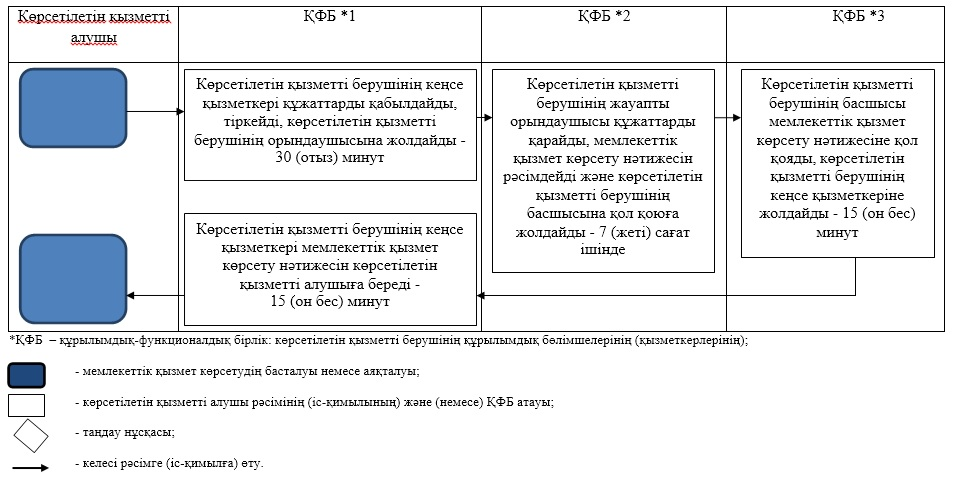 Көрсетілетін қызметті
алушы
ҚФБ *1
ҚФБ *2
ҚФБ *3
Көрсетілетін қызметті берушінің кеңсе
қызметкері құжаттарды қабылдайды,
тіркейді, көрсетілетін қызметті
берушінің орындаушысына жолдайды -
30 (отыз) минут
Көрсетілетін қызметті
берушінің жауапты
орындаушысы құжаттарды
қарайды, мемлекеттік
қызмет көрсету нәтижесін
рәсімдейді және көрсетілетін
қызметті берушінің
басшысына қол қоюға
жолдайды - 7 (жеті) сағат
ішінде
Көрсетілетін қызметті
берушінің басшысы
мемлекеттік қызмет
көрсету нәтижесіне қол
қояды, көрсетілетін
қызметті берушінің
кеңсе қызметкеріне
жолдайды - 15 (он бес)
минут
Көрсетілетін қызметті берушінің кеңсе
қызметкері мемлекеттік қызмет
көрсету нәтижесін көрсетілетін
қызметті алушыға береді -
15 (он бес) минут
*ҚФБ – құрылымдық-функционалдық бірлік: көрсетілетін қызметті берушінің құрылымдық бөлімшелерінің (қызметкерлерінің);
- мемлекеттік қызмет көрсетудің басталуы немесе аяқталуы;
- көрсетілетін қызметті алушы рәсімінің (іс-қимылының) және (немесе) ҚФБ атауы;
- таңдау нұсқасы;
- келесі рәсімге (іс-қимылға) өту.